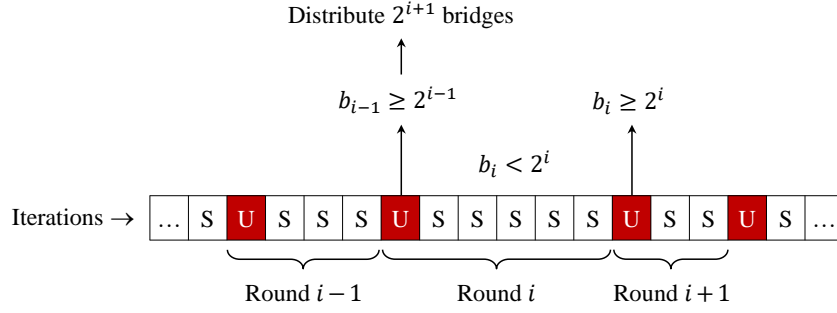 Distribute 2^{i+1} bridges
b_{i−1} ≥ 2^{i−1}
b_i ≥ 2^i
b_i < 2^i
Iterations → … S U S S S U S S S S S U S S U S …
Round i − 1
Round i
Round i + 1